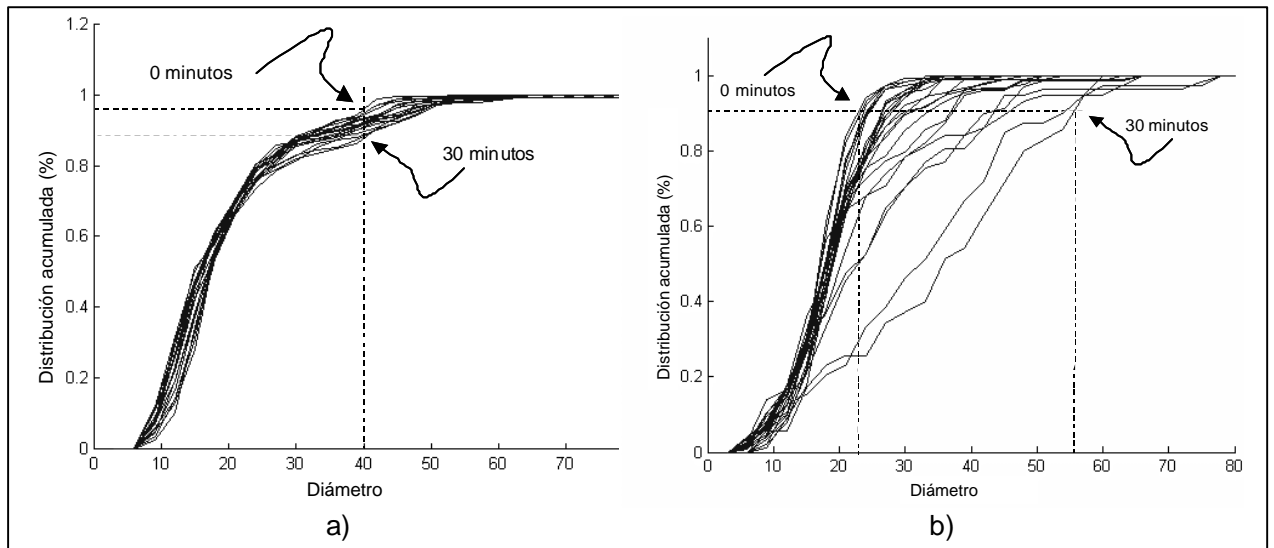 a)
1.2
1
0.8
0.6
0.4
0.2
0
Distribución acumulada (%)
0 minutos
30 minutos
0 10 20 30 40 50 60 70
Diámetro
a)
b)
1
0.8
0.6
0.4
0.2
0
Distribución acumulada (%)
0 minutos
30 minutos
0 10 20 30 40 50 60 70 80
Diámetro
b)